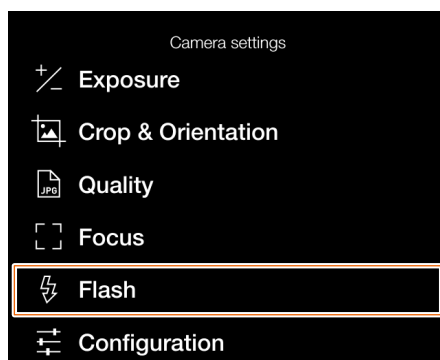 Camera settings
Exposure
Crop & Orientation
JPG Quality
Focus
Flash
Configuration